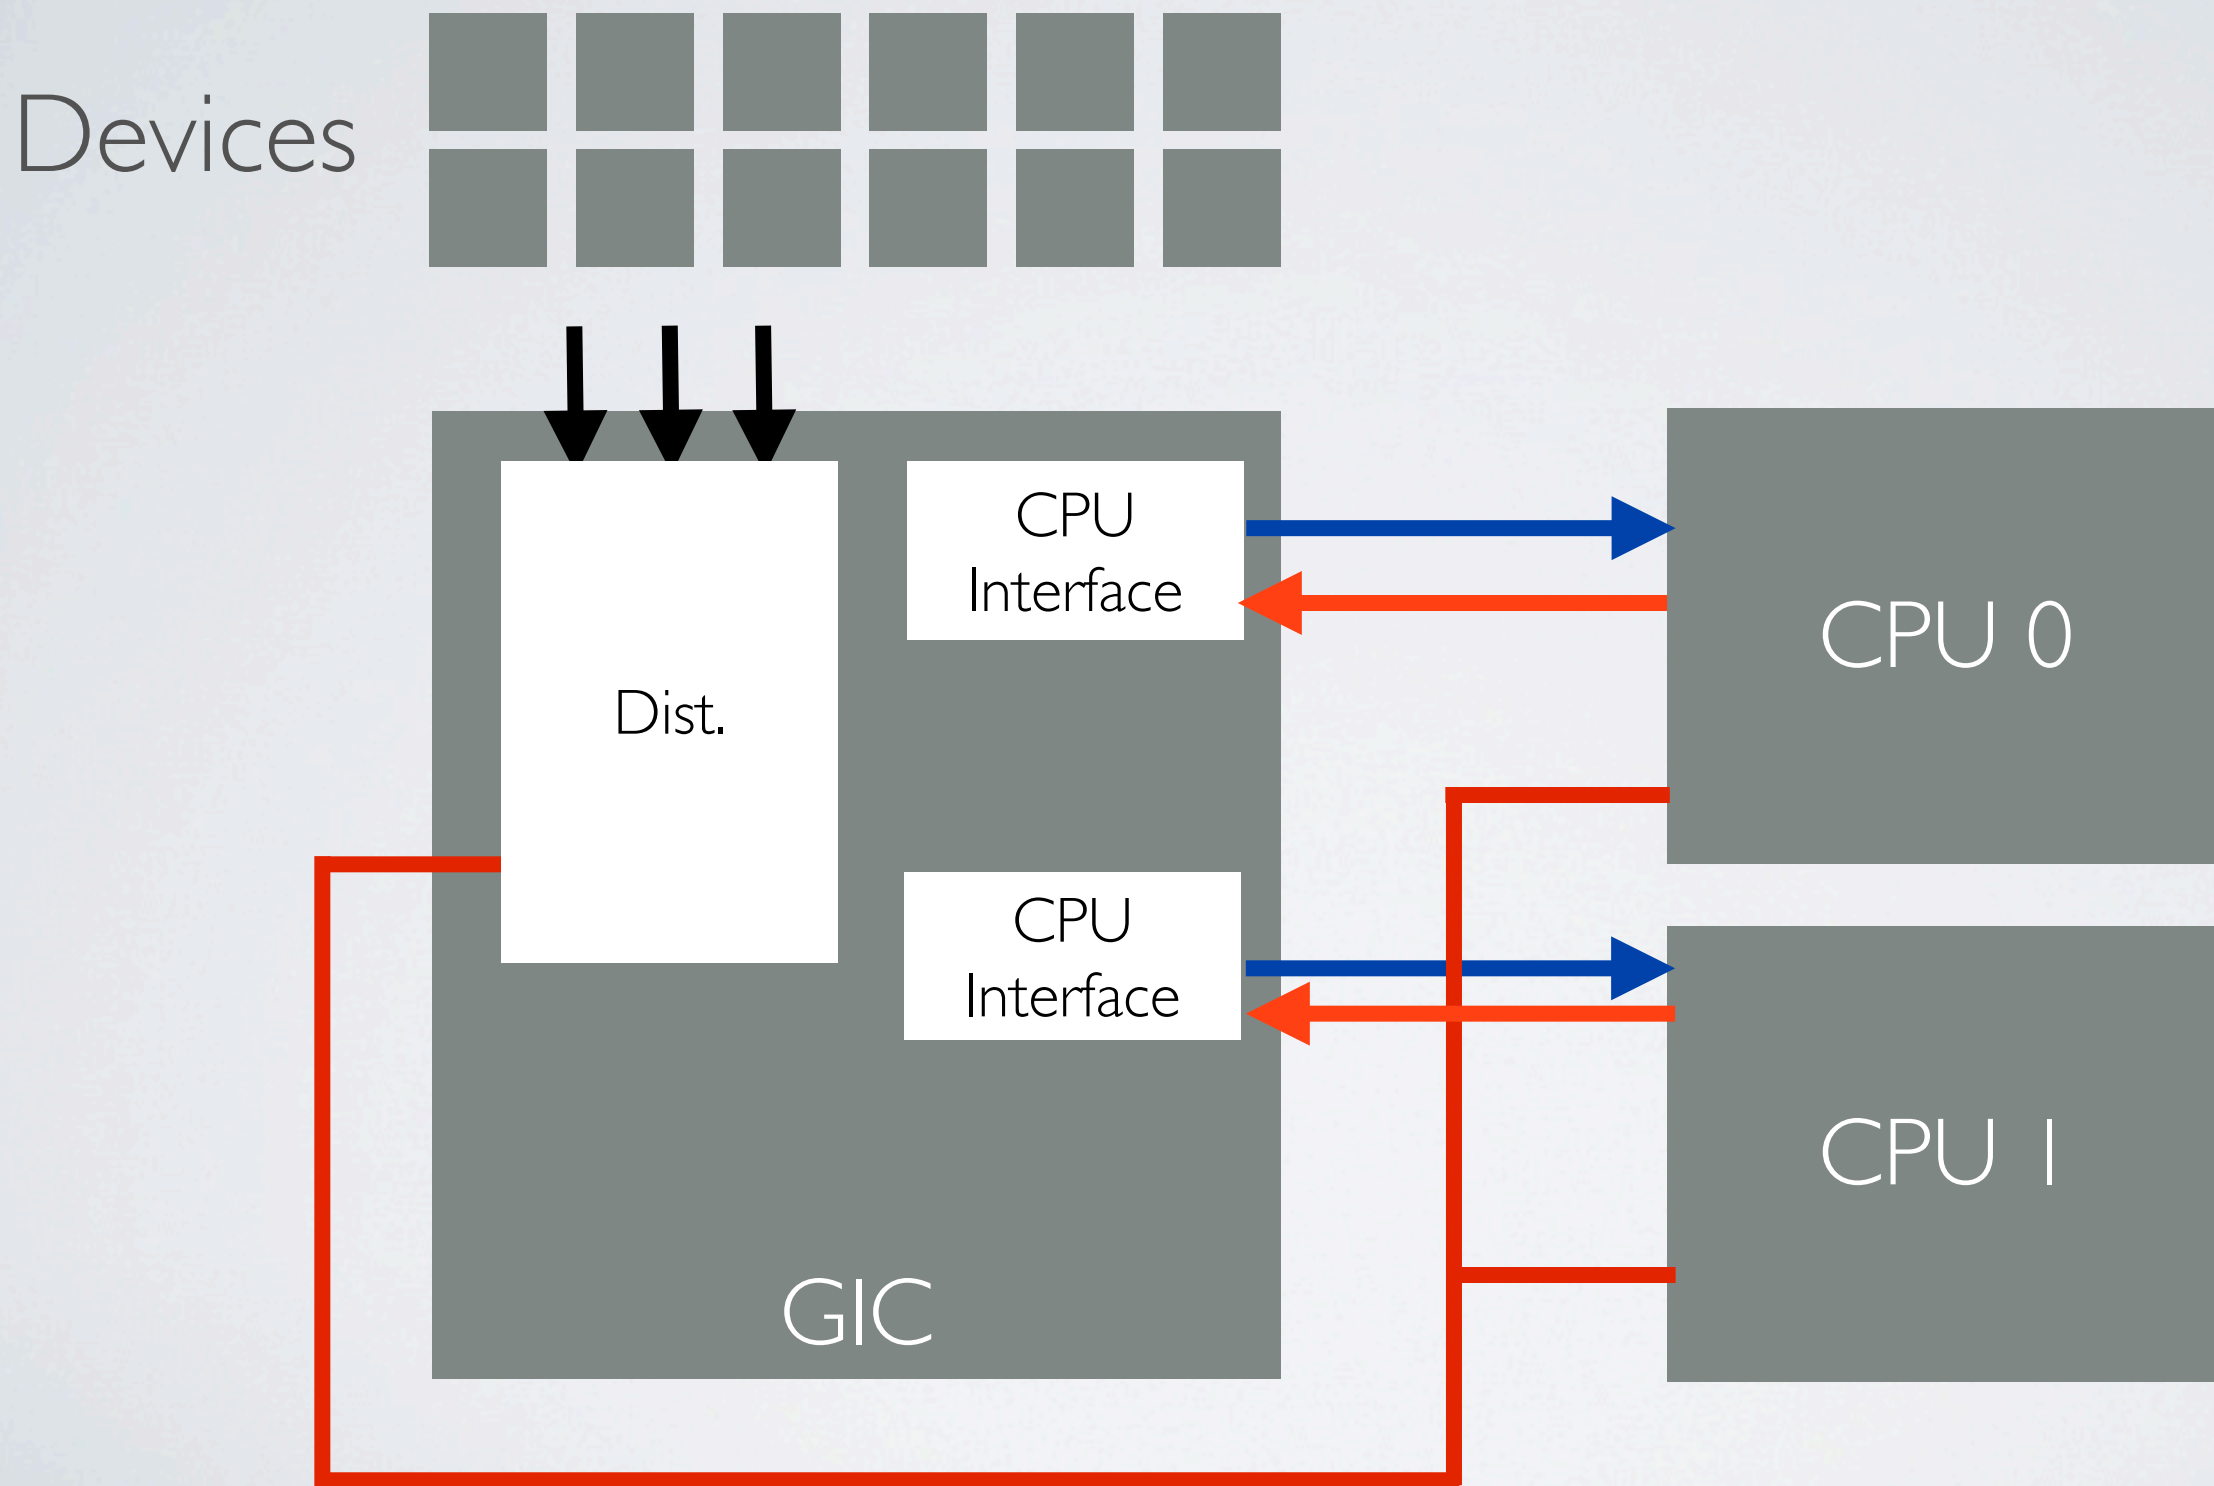 Devices
CPU
Interface
Dist.
CPU 0
CPU
Interface
CPU 1
GIC